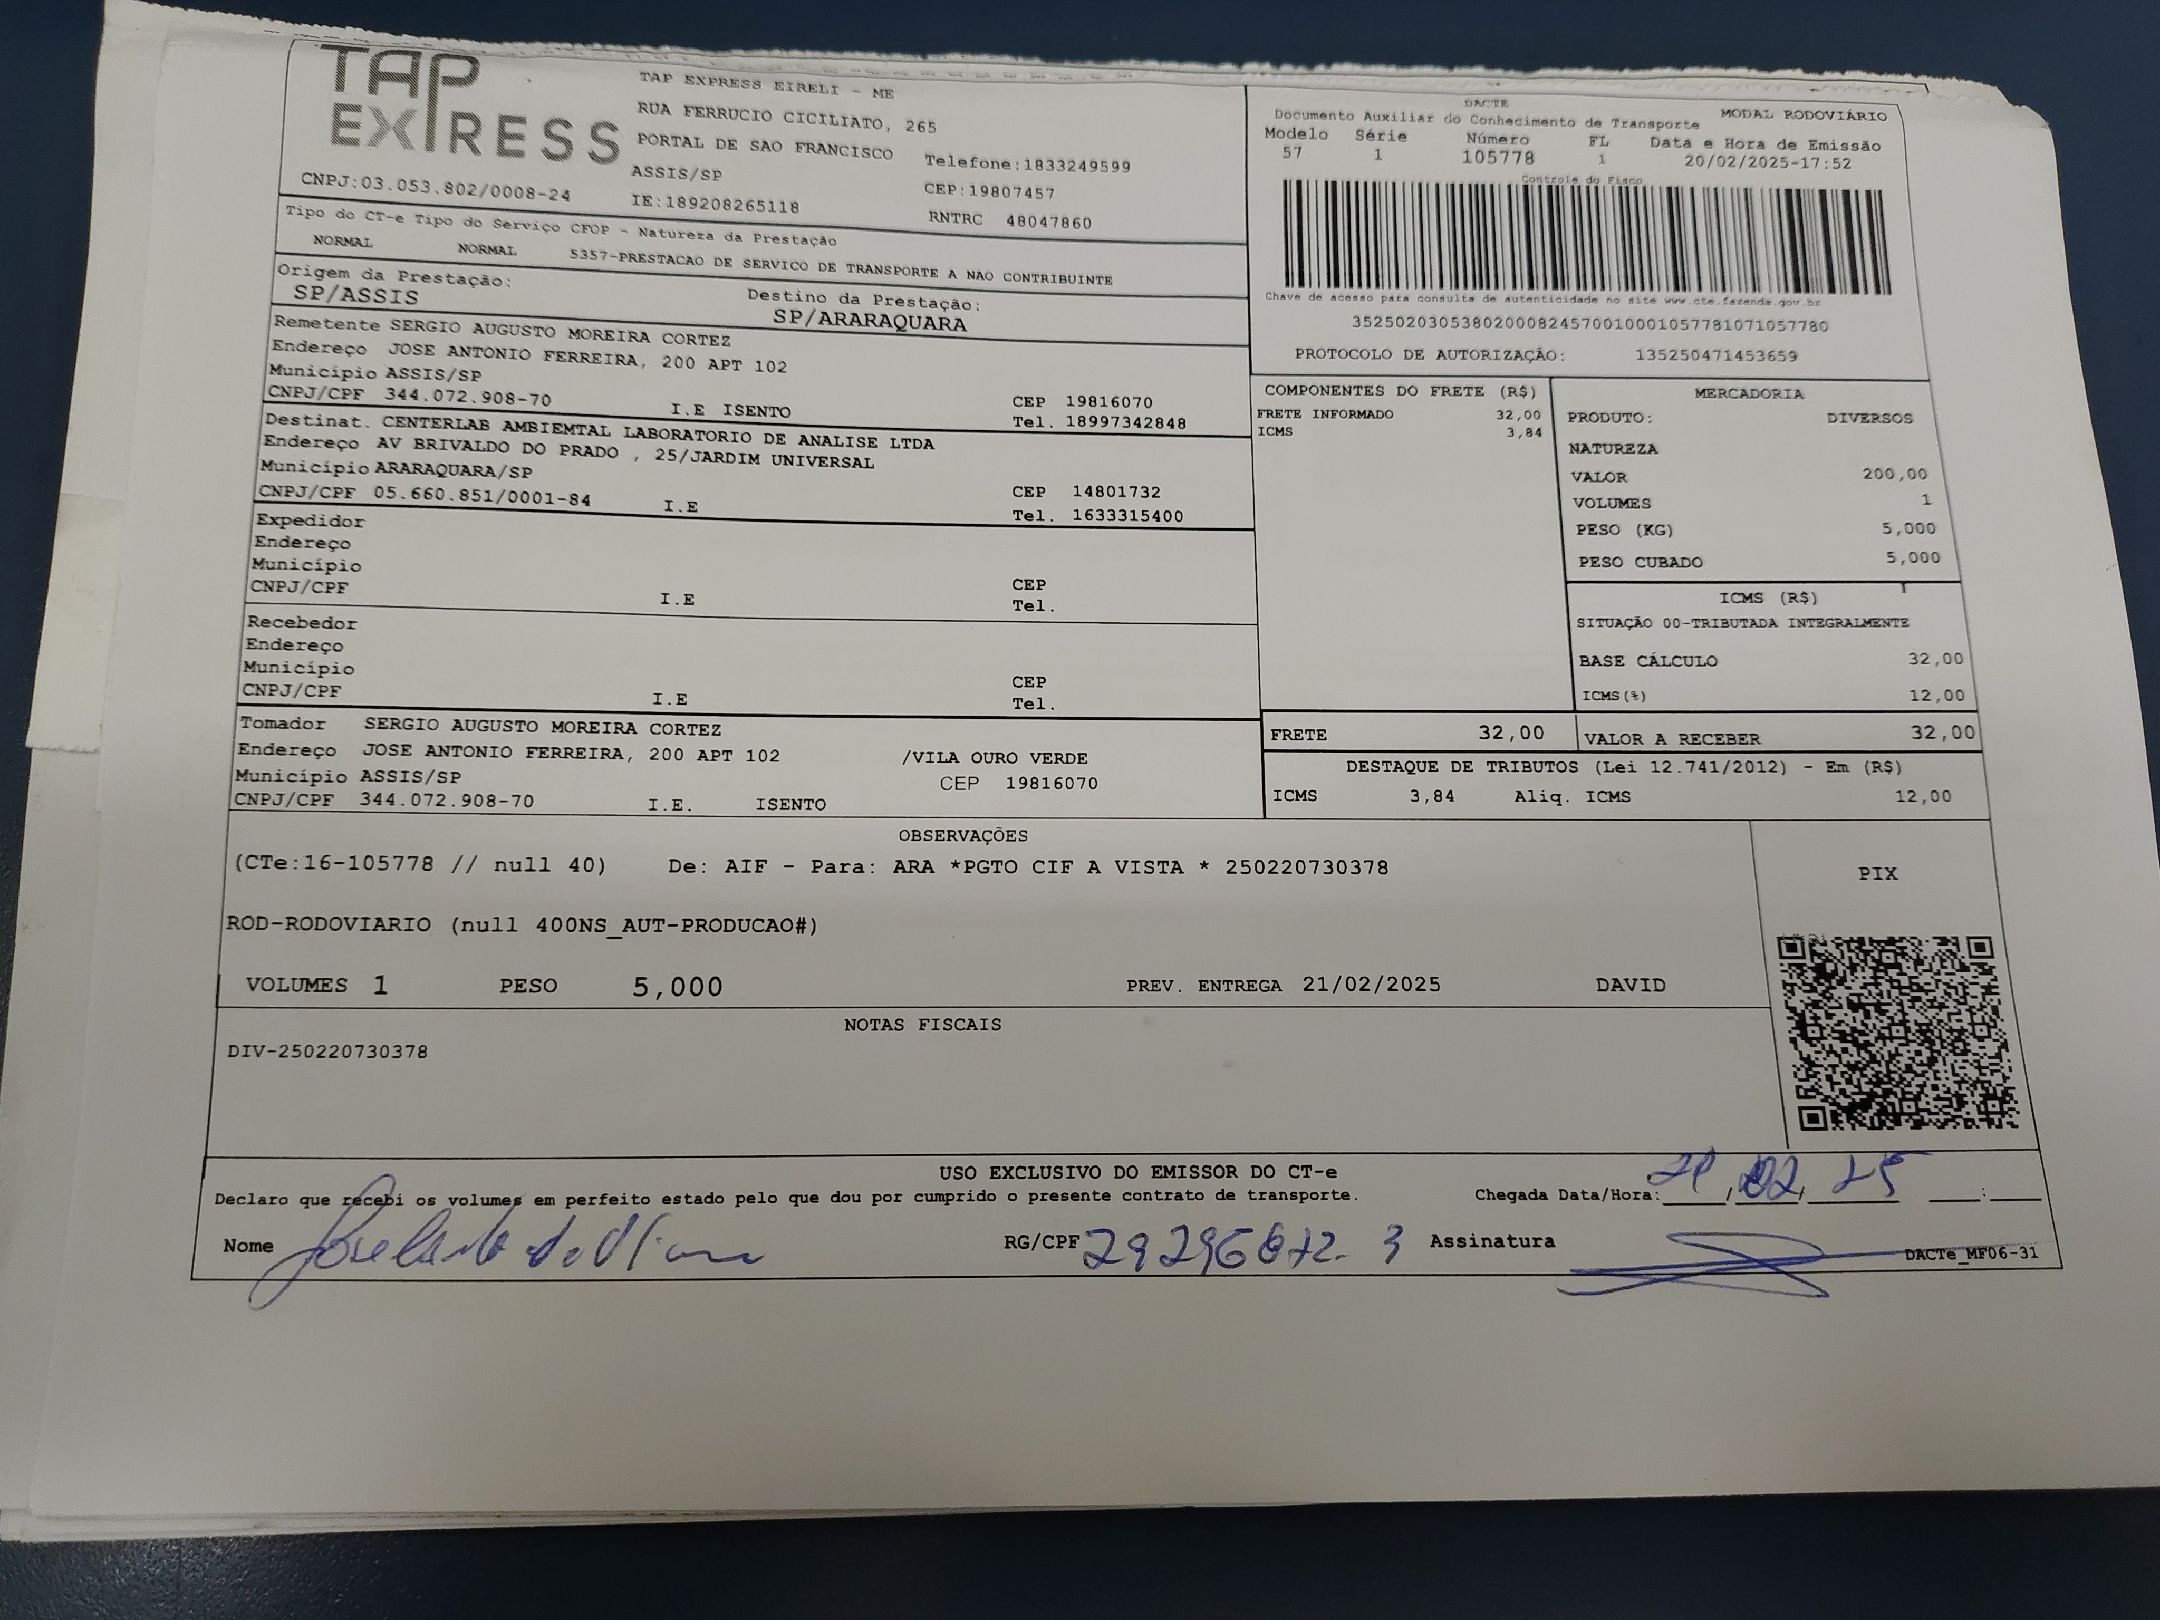 TAP EXPRESS
TAP EXPRESS EIRELI - ME
RUA FERRUCIO CICILIATO, 265
PORTAL DE SAO FRANCISCO
Telefone:1833249599
ASSIS/SP
CEP:19807457
CNPJ:03.053.802/0008-24
IE:189208265118
RNTRC 48047860
DACTE
Documento Auxiliar do Conhecimento de Transporte
MODAL RODOVIÁRIO
Modelo Série Número FL Data e Hora de Emissão
57 1 105778 1 20/02/2025-17:52
Controle do Fisco
Chave de acesso para consulta de autenticidade no site www.cte.fazenda.gov.br
35250203053802000824570010001057781071057780
PROTOCOLO DE AUTORIZAÇÃO: 135250471453659
Tipo do CT-e Tipo do Serviço CFOP - Natureza da Prestação
NORMAL NORMAL 5357-PRESTACAO DE SERVICO DE TRANSPORTE A NAO CONTRIBUINTE
Origem da Prestação: Destino da Prestação:
SP/ASSIS SP/ARARAQUARA
Remetente SERGIO AUGUSTO MOREIRA CORTEZ
Endereço JOSE ANTONIO FERREIRA, 200 APT 102
Município ASSIS/SP CEP 19816070
CNPJ/CPF 344.072.908-70 I.E ISENTO Tel. 18997342848
Destinat. CENTERLAB AMBIEMTAL LABORATORIO DE ANALISE LTDA
Endereço AV BRIVALDO DO PRADO , 25/JARDIM UNIVERSAL
Município ARARAQUARA/SP CEP 14801732
CNPJ/CPF 05.660.851/0001-84 I.E Tel. 1633315400
Expedidor
Endereço
Município CEP
CNPJ/CPF I.E Tel.
Recebedor
Endereço
Município CEP
CNPJ/CPF I.E Tel.
Tomador SERGIO AUGUSTO MOREIRA CORTEZ
Endereço JOSE ANTONIO FERREIRA, 200 APT 102 /VILA OURO VERDE
Município ASSIS/SP CEP 19816070
CNPJ/CPF 344.072.908-70 I.E. ISENTO
COMPONENTES DO FRETE (R$)
FRETE INFORMADO 32,00
ICMS 3,84
MERCADORIA
PRODUTO: DIVERSOS
NATUREZA
VALOR 200,00
VOLUMES 1
PESO (KG) 5,000
PESO CUBADO 5,000
ICMS (R$)
SITUAÇÃO 00-TRIBUTADA INTEGRALMENTE
BASE CÁLCULO 32,00
ICMS(%) 12,00
FRETE 32,00 VALOR A RECEBER 32,00
DESTAQUE DE TRIBUTOS (Lei 12.741/2012) - Em (R$)
ICMS 3,84 Aliq. ICMS 12,00
OBSERVAÇÕES
(CTe:16-105778 // null 40) De: AIF - Para: ARA *PGTO CIF A VISTA * 250220730378
PIX
ROD-RODOVIARIO (null 400NS_AUT-PRODUCAO#)
VOLUMES 1 PESO 5,000 PREV. ENTREGA 21/02/2025 DAVID
NOTAS FISCAIS
DIV-250220730378
USO EXCLUSIVO DO EMISSOR DO CT-e
Declaro que recebi os volumes em perfeito estado pelo que dou por cumprido o presente contrato de transporte. Chegada Data/Hora: 21/02/25 :
Nome RG/CPF Assinatura
DACTe_MF06-31